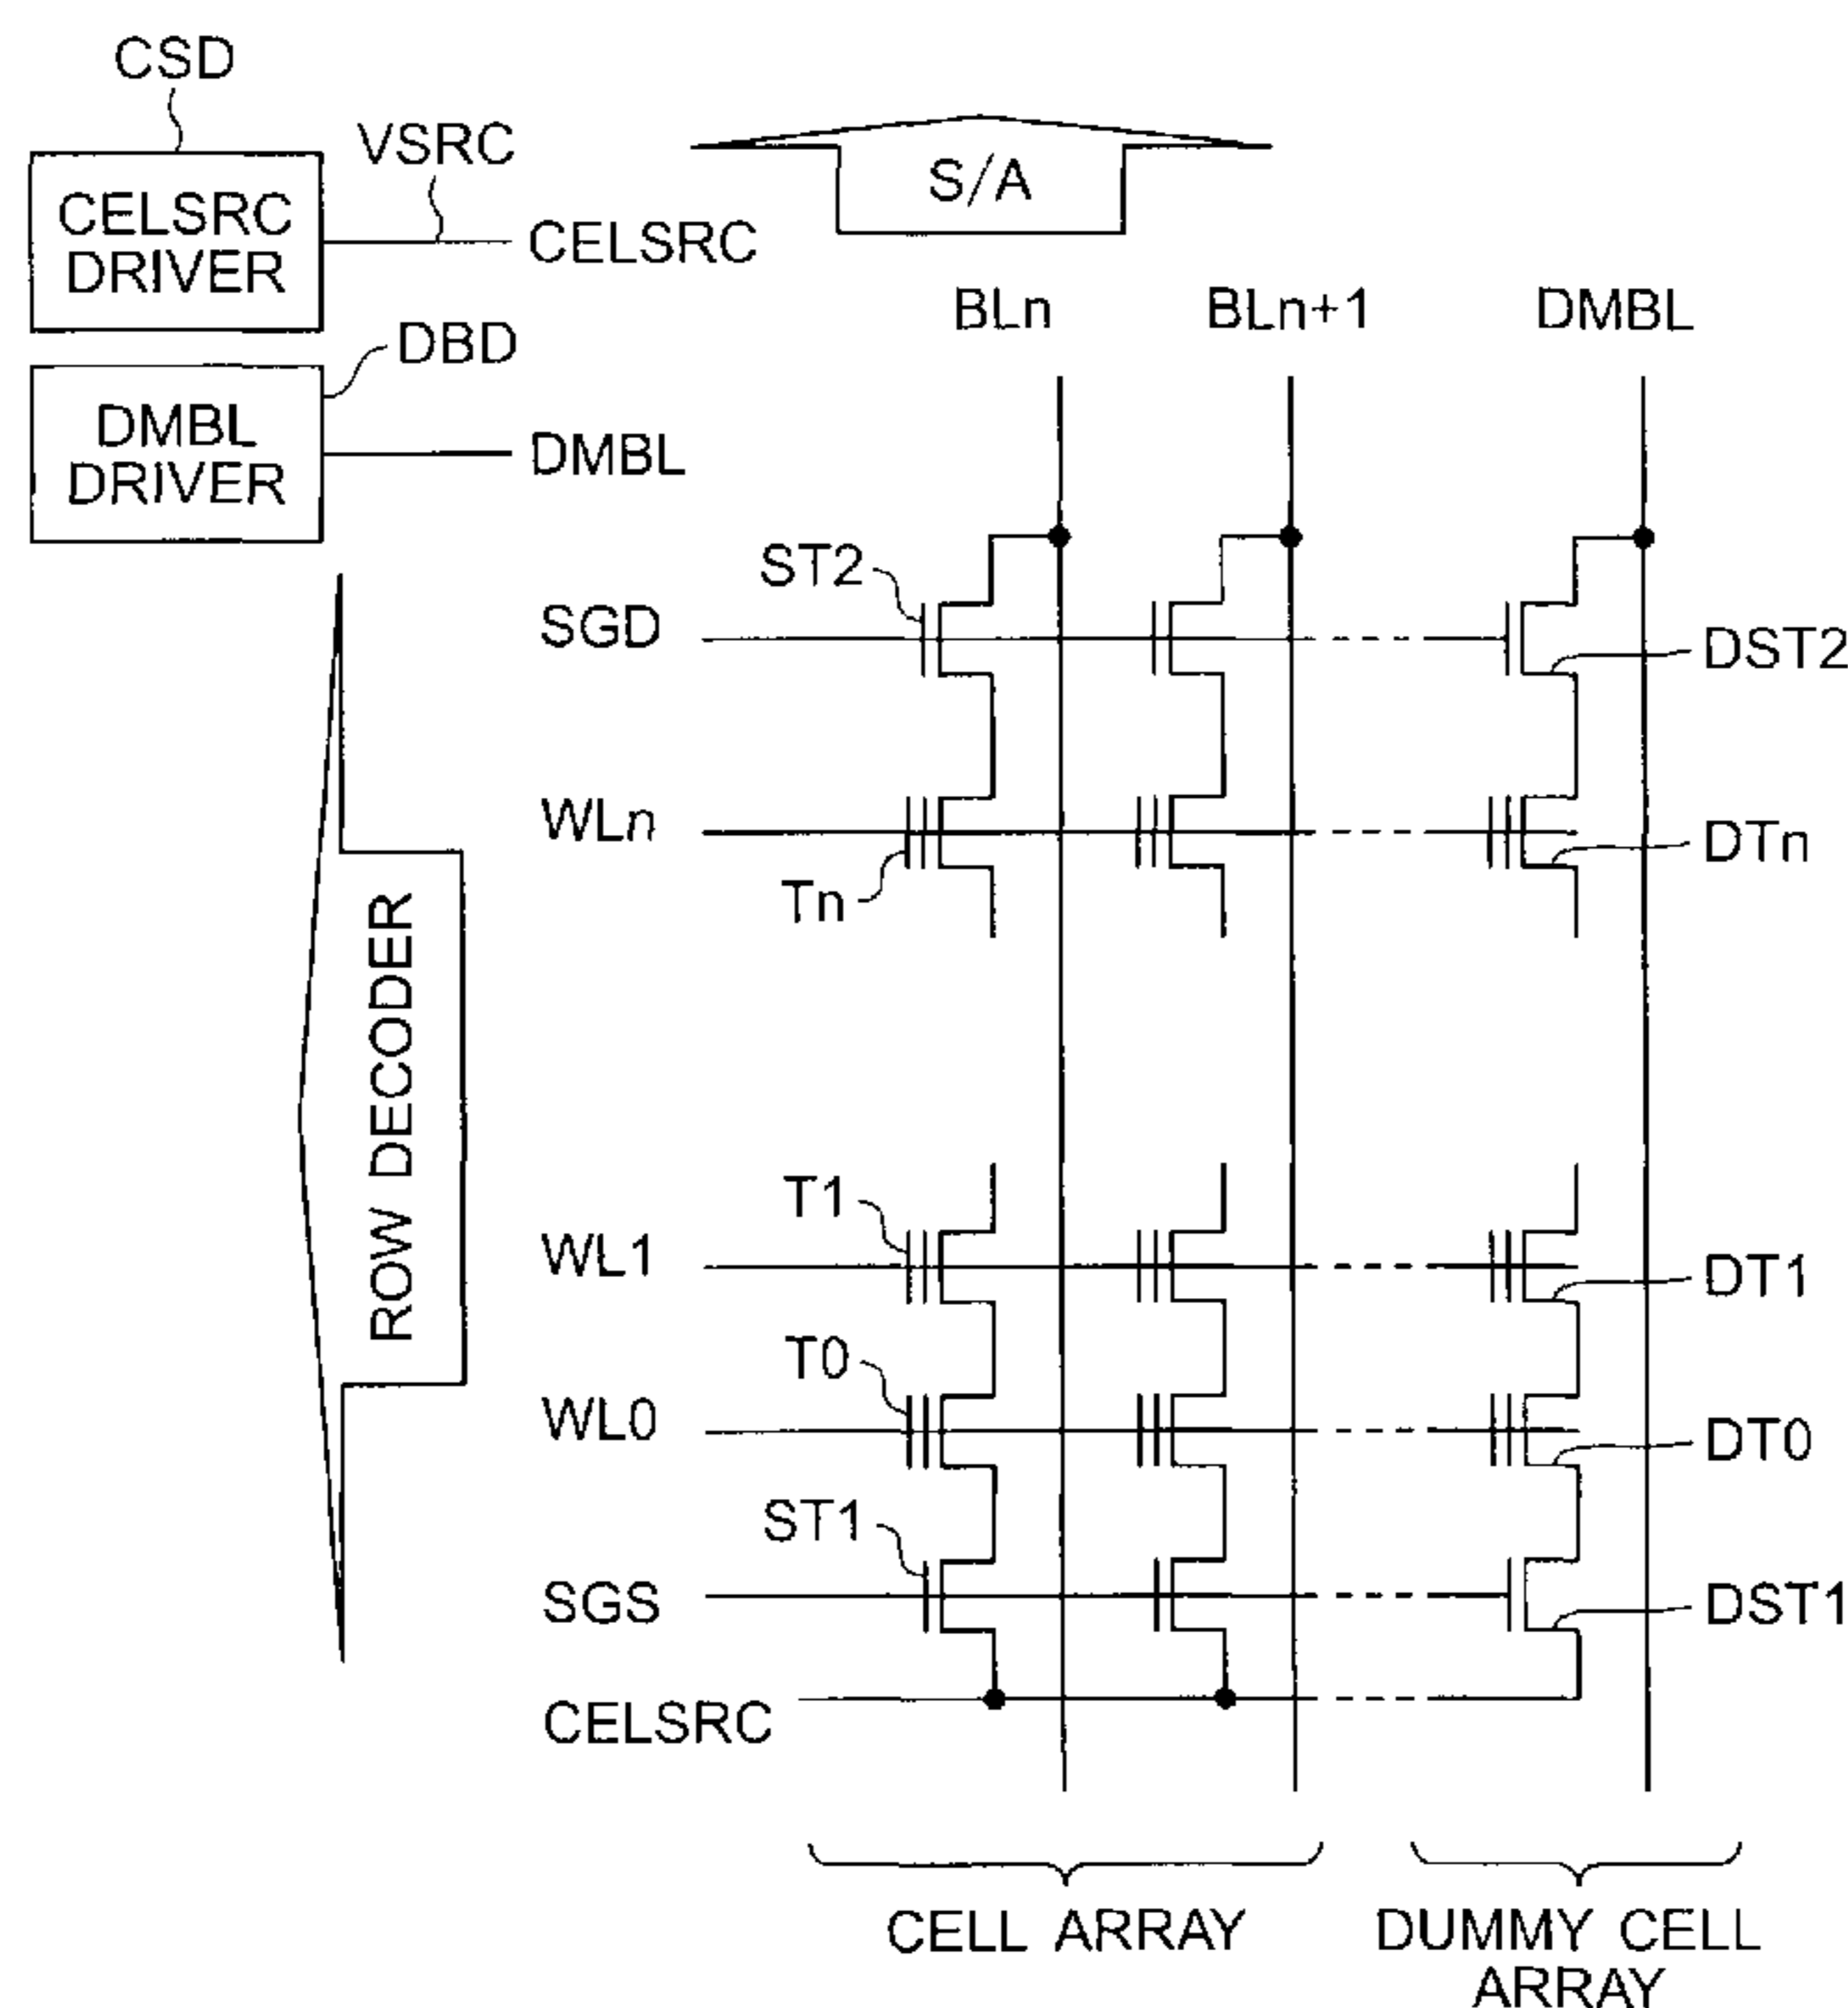 CSD
VSRC
CELSRC
DRIVER
CELSRC
S/A
BLn
BLn+1
DMBL
DBD
DMBL
DRIVER
DMBL
ST2
SGD
DST2
WLn
Tn
DTn
ROW DECODER
T1
WL1
DT1
T0
WL0
DT0
ST1
SGS
DST1
CELSRC
CELL ARRAY
DUMMY CELL
ARRAY